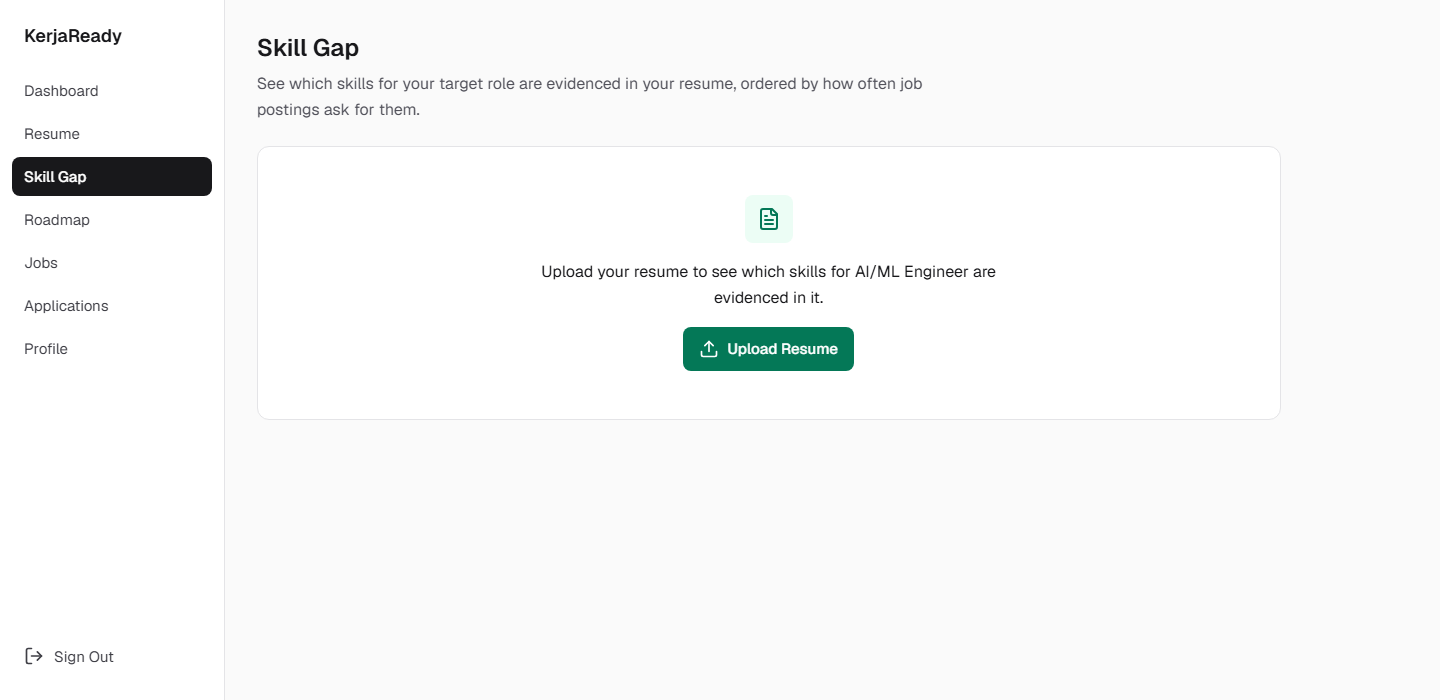 KerjaReady
Dashboard
Resume
Skill Gap
Roadmap
Jobs
Applications
Profile
Sign Out
Skill Gap
See which skills for your target role are evidenced in your resume, ordered by how often job
postings ask for them.
Upload your resume to see which skills for AI/ML Engineer are
evidenced in it.
Upload Resume